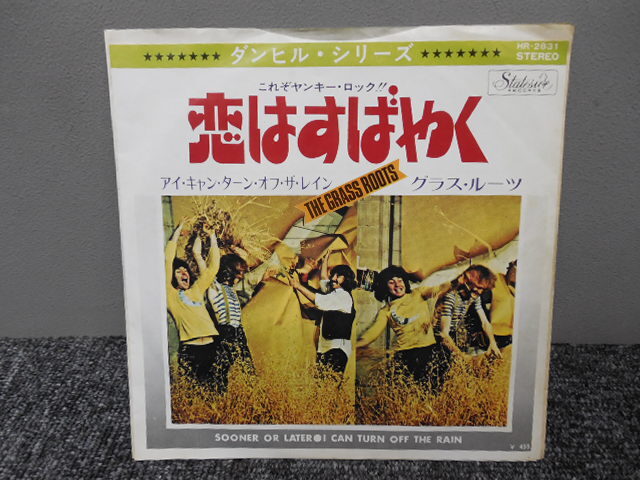 ★★★★★★★ ダンヒル・シリーズ ★★★★★★★
HR-2831
STEREO
Stateside
RECORDS
これぞヤンキー・ロック!!
恋はすばやく
アイ・キャン・ターン・オフ・ザ・レイン
THE GRASS ROOTS
グラス・ルーツ
SOONER OR LATER●I CAN TURN OFF THE RAIN